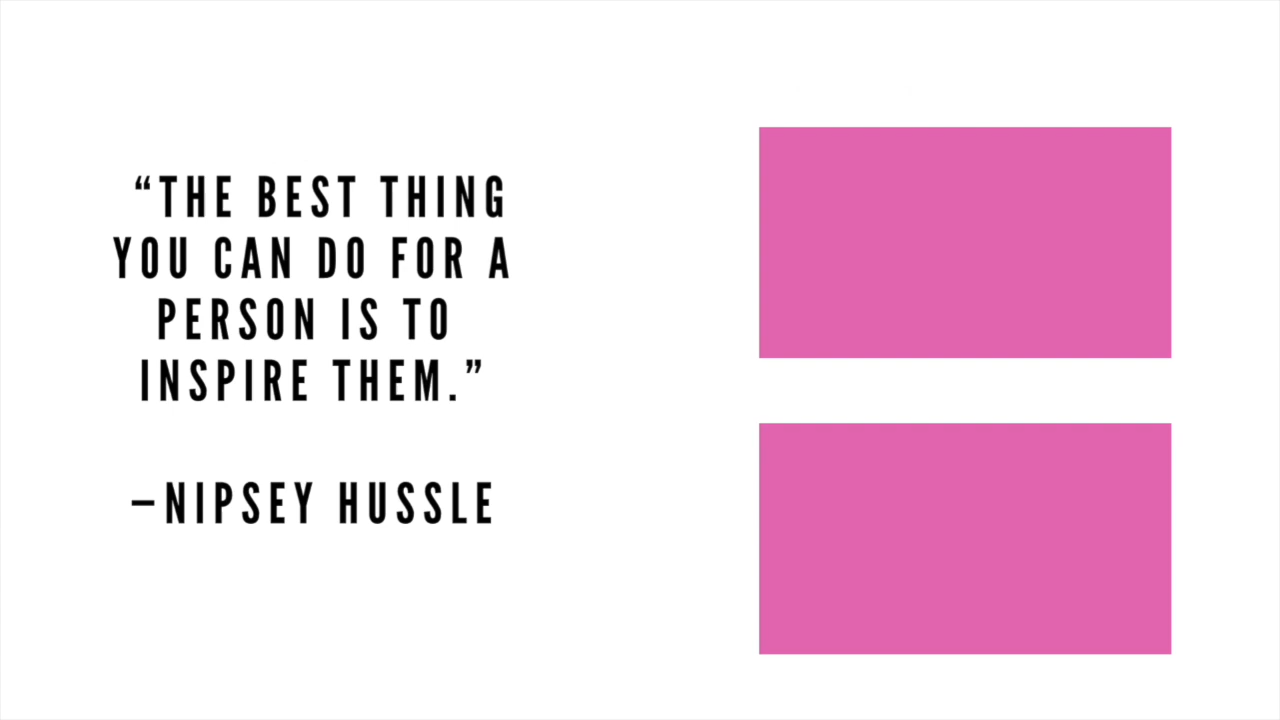 “THE BEST THING
YOU CAN DO FOR A
PERSON IS TO
INSPIRE THEM.”
–NIPSEY HUSSLE